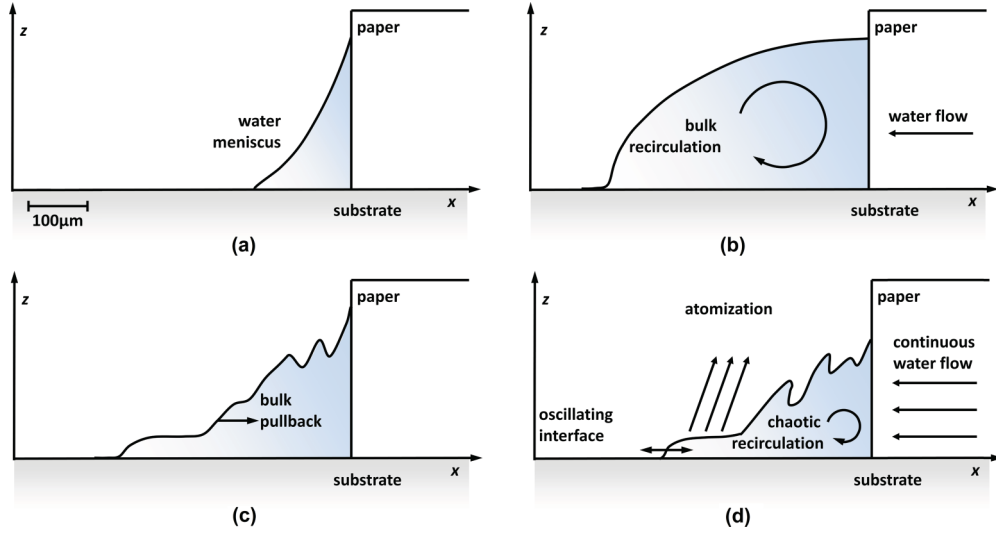 z
paper
water
meniscus
substrate
x
100μm
(a)
z
paper
bulk
recirculation
water flow
substrate
x
(b)
z
paper
bulk
pullback
substrate
x
(c)
z
atomization
paper
continuous
water flow
oscillating
interface
chaotic
recirculation
substrate
x
(d)